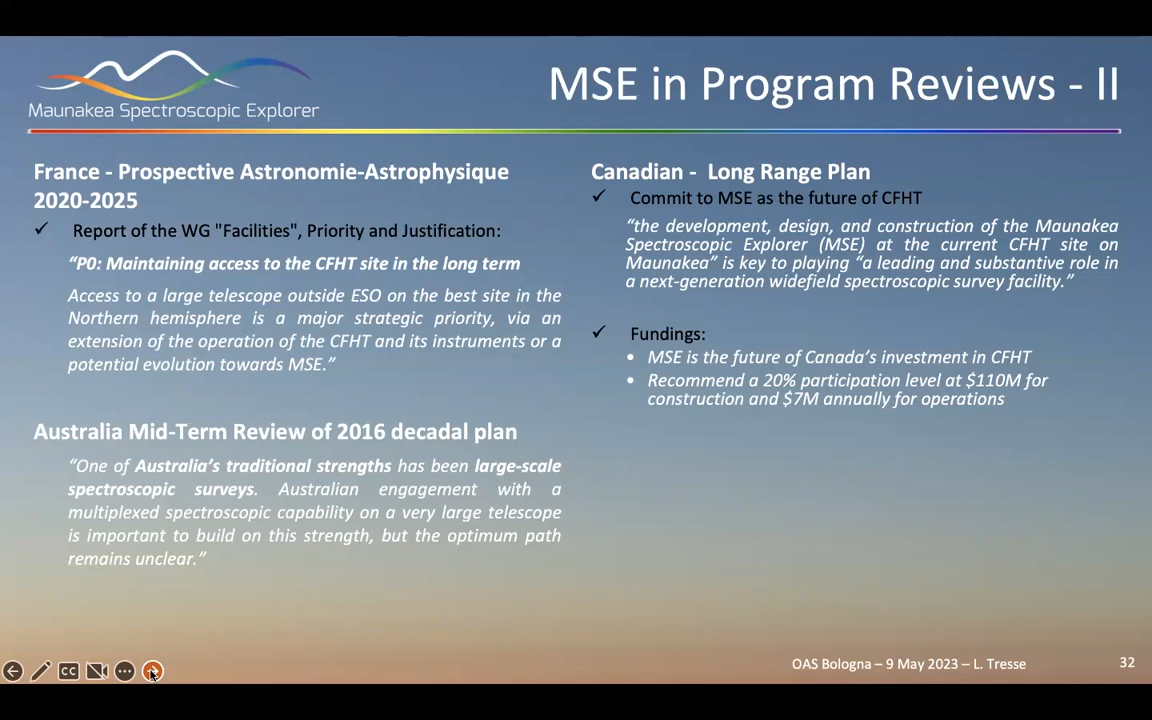 Maunakea Spectroscopic Explorer
MSE in Program Reviews - II
France - Prospective Astronomie-Astrophysique
2020-2025
✓ Report of the WG "Facilities", Priority and Justification:
“P0: Maintaining access to the CFHT site in the long term
Access to a large telescope outside ESO on the best site in the
Northern hemisphere is a major strategic priority, via an
extension of the operation of the CFHT and its instruments or a
potential evolution towards MSE.”
Australia Mid-Term Review of 2016 decadal plan
“One of Australia’s traditional strengths has been large-scale
spectroscopic surveys. Australian engagement with a
multiplexed spectroscopic capability on a very large telescope
is important to build on this strength, but the optimum path
remains unclear.”
Canadian - Long Range Plan
✓ Commit to MSE as the future of CFHT
“the development, design, and construction of the Maunakea
Spectroscopic Explorer (MSE) at the current CFHT site on
Maunakea” is key to playing “a leading and substantive role in
a next-generation widefield spectroscopic survey facility.”
✓ Fundings:
• MSE is the future of Canada’s investment in CFHT
• Recommend a 20% participation level at $110M for
construction and $7M annually for operations
CC
OAS Bologna – 9 May 2023 – L. Tresse
32